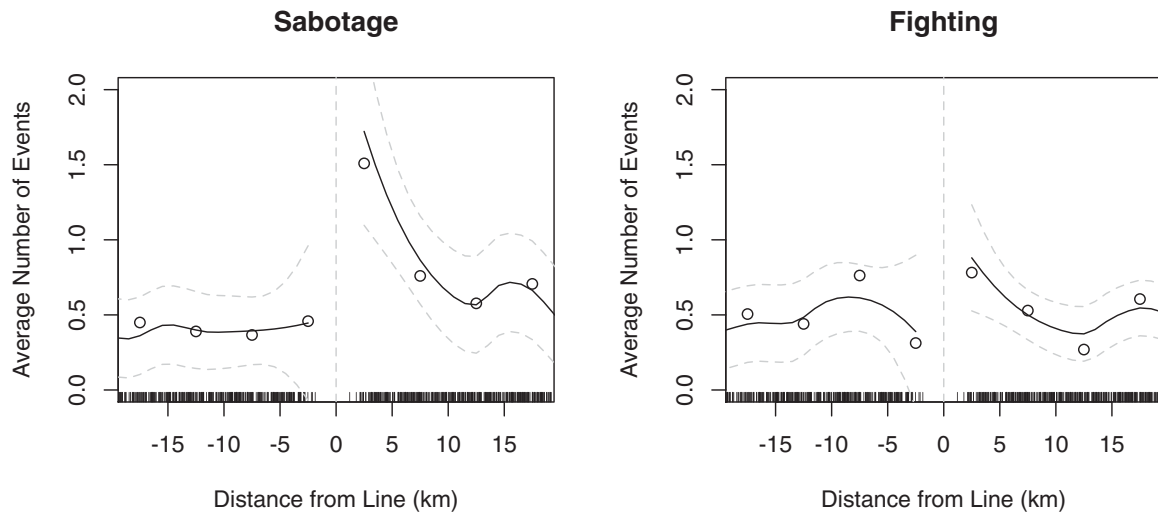 Sabotage
Average Number of Events
0.0 0.5 1.0 1.5 2.0
-15 -10 -5 0 5 10 15
Distance from Line (km)
Fighting
Average Number of Events
0.0 0.5 1.0 1.5 2.0
-15 -10 -5 0 5 10 15
Distance from Line (km)